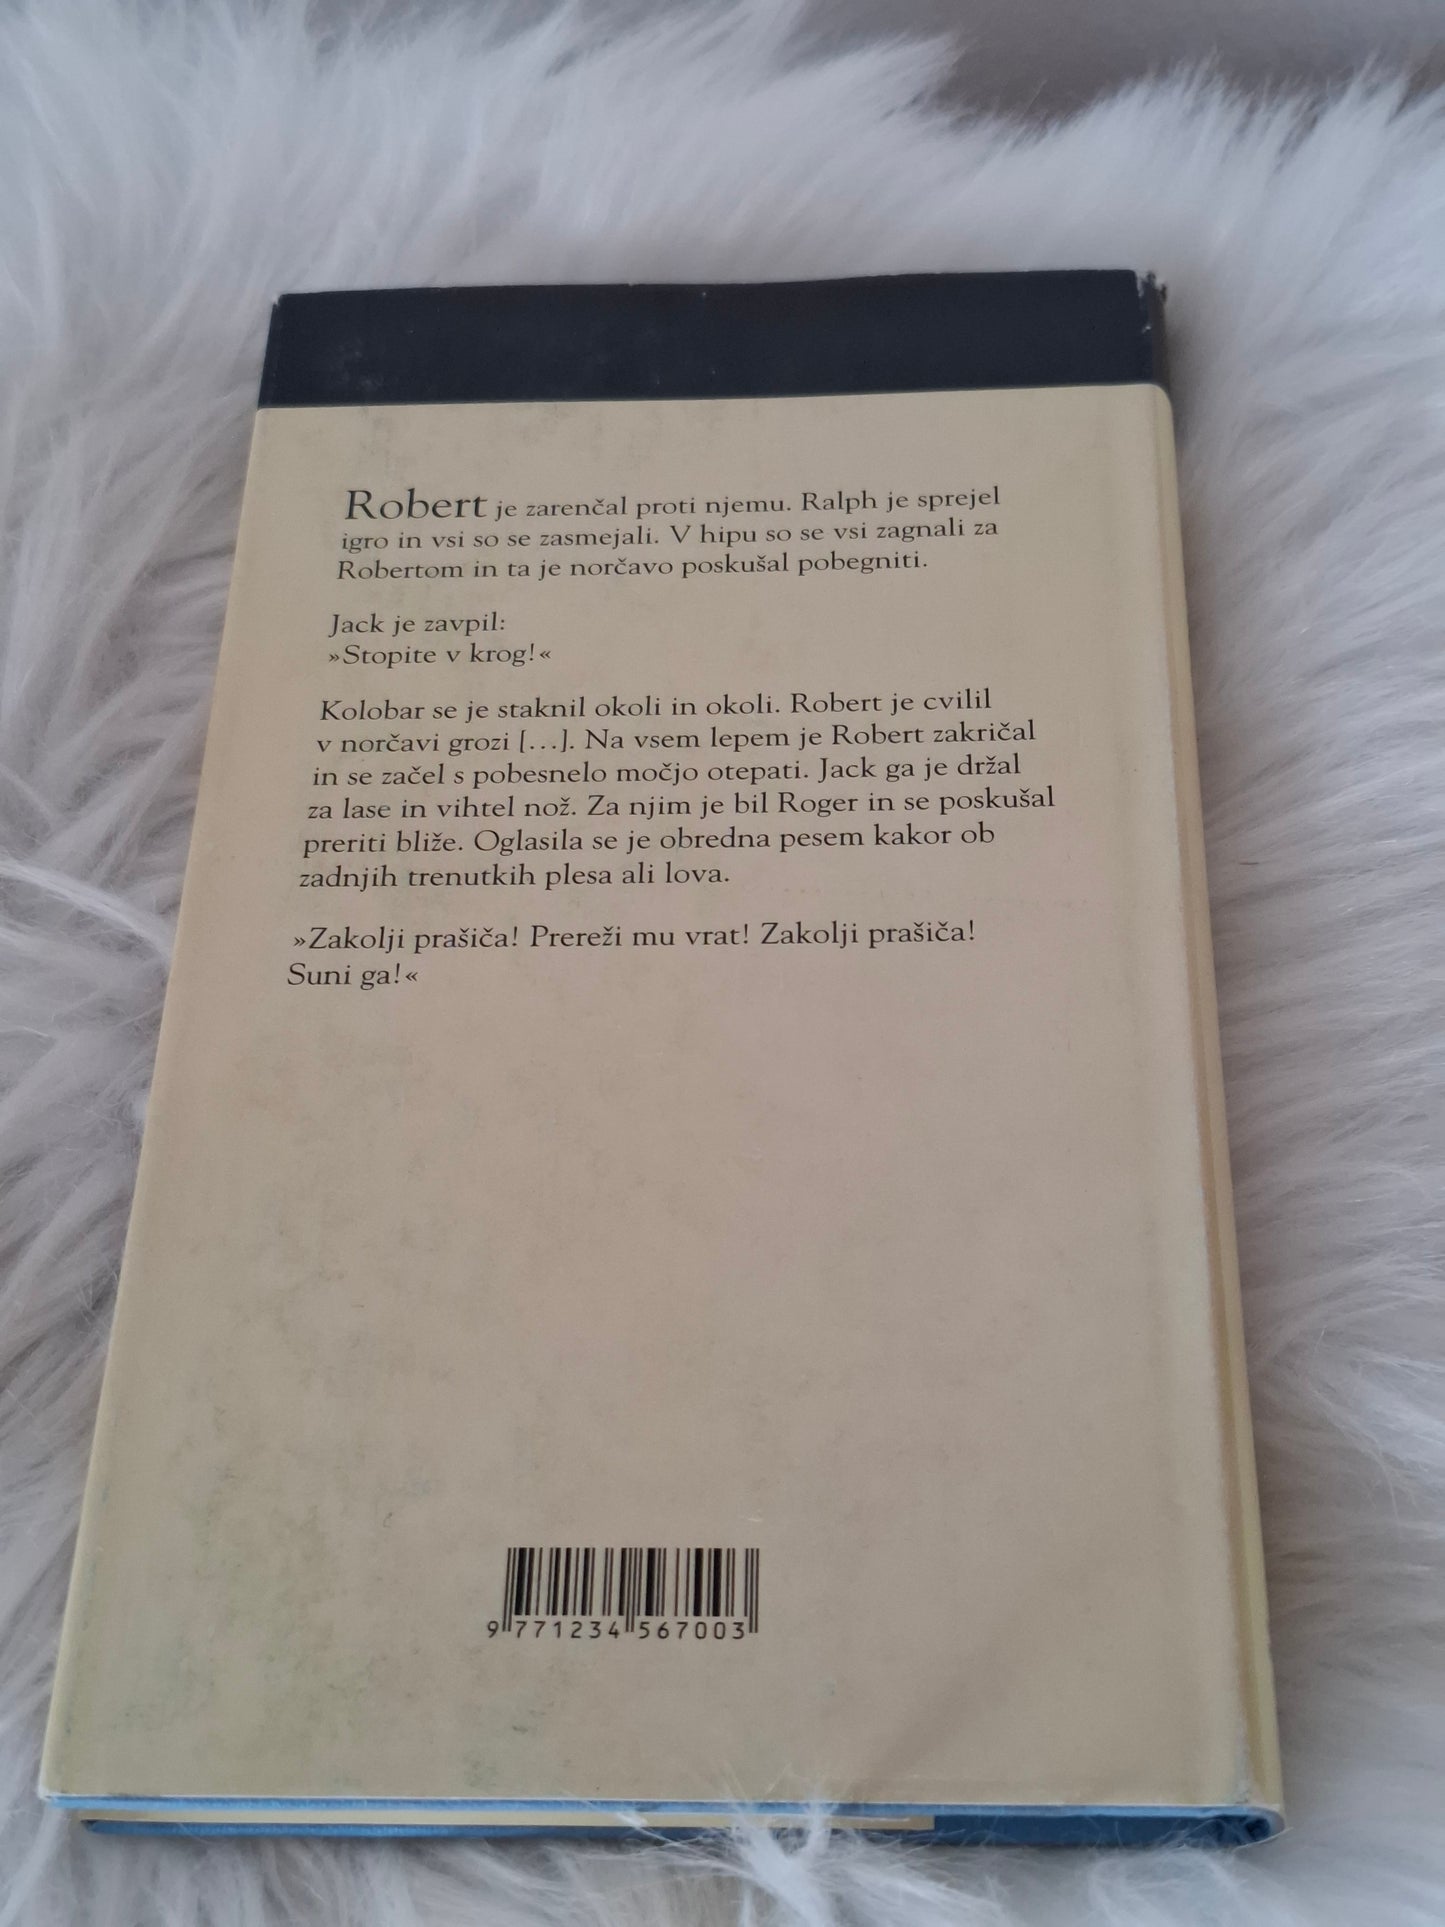 Robert je zarenčal proti njemu. Ralph je sprejel
igro in vsi so se zasmejali. V hipu so se vsi zagnali za
Robertom in ta je norčavo poskušal pobegniti.
Jack je zavpil:
»Stopite v krog!«
Kolobar se je staknil okoli in okoli. Robert je cvilil
v norčavi grozi [...]. Na vsem lepem je Robert zakričal
in se začel s pobesnelo močjo otepati. Jack ga je držal
za lase in vihtel nož. Za njim je bil Roger in se poskušal
preriti bliže. Oglasila se je obredna pesem kakor ob
zadnjih trenutkih plesa ali lova.
»Zakolji prašiča! Prereži mu vrat! Zakolji prašiča!
Suni ga!«
9 771234 567003